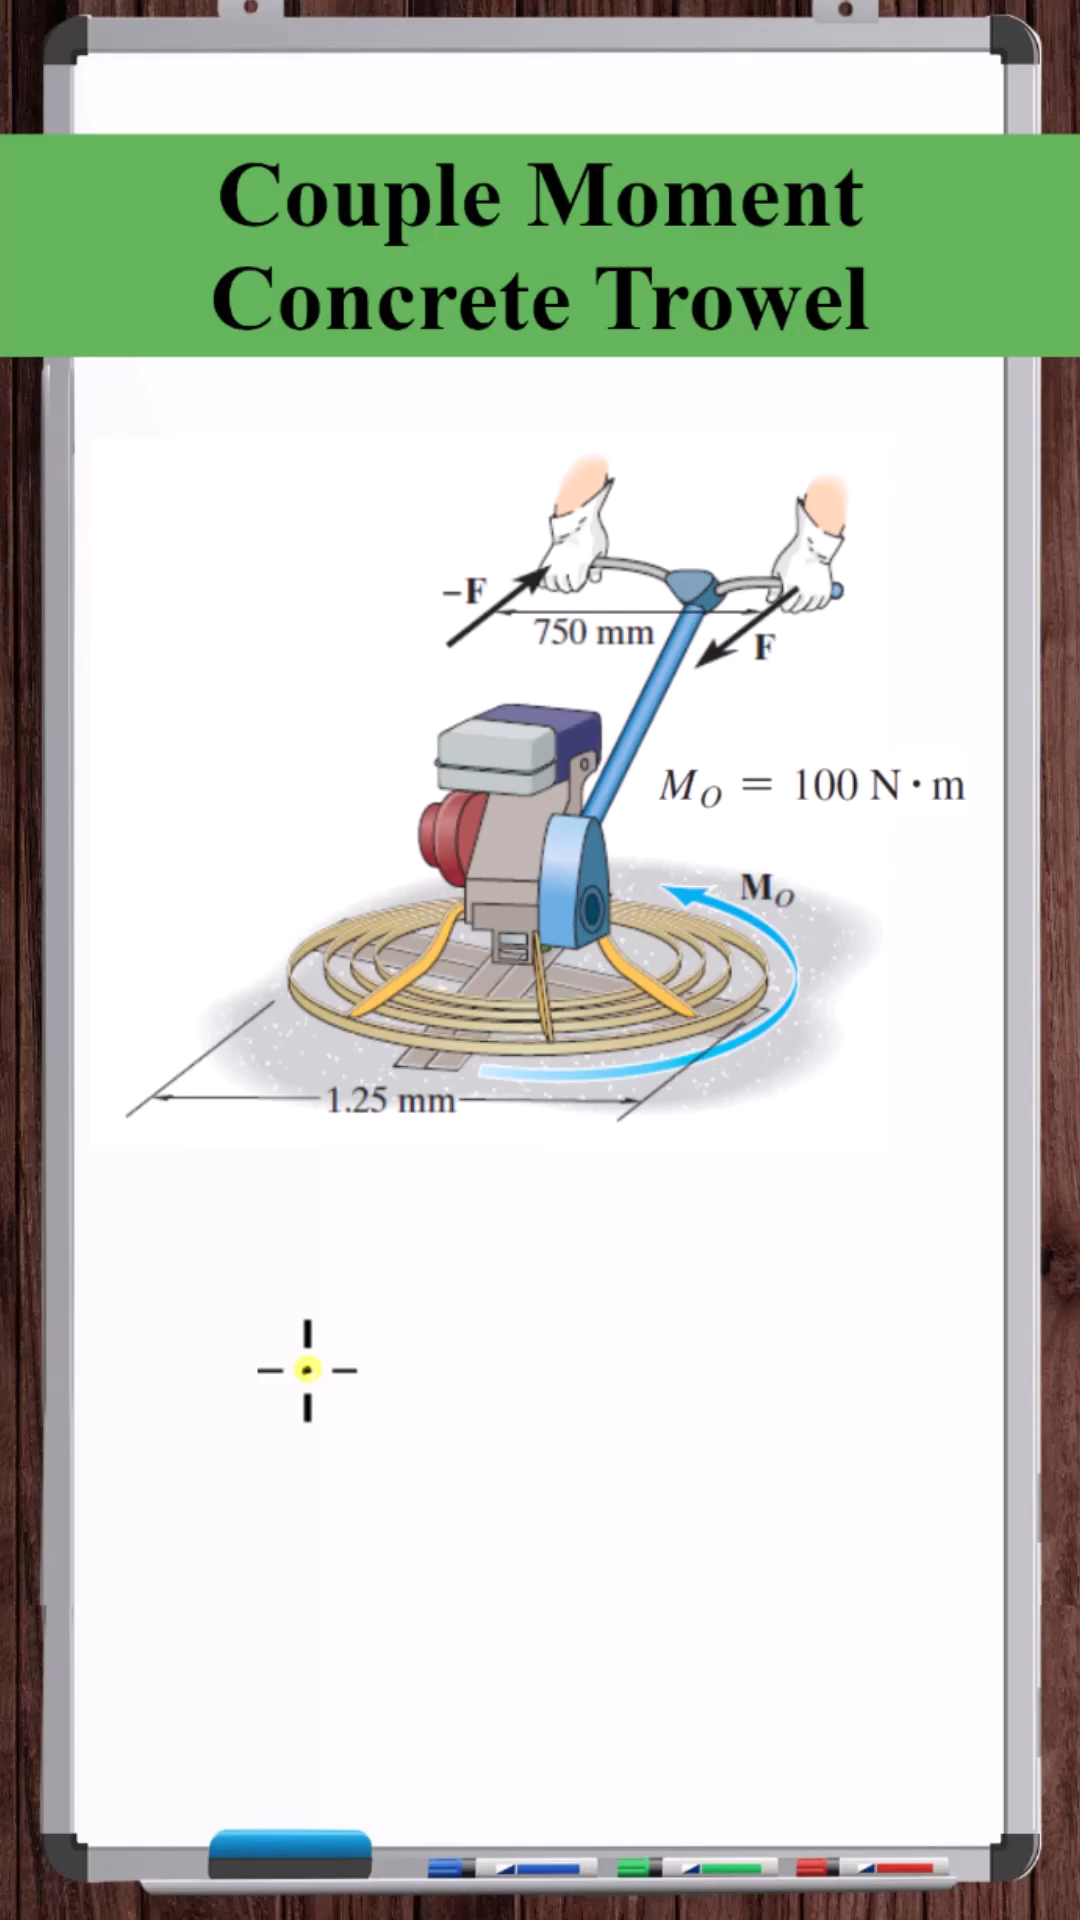 Couple Moment
Concrete Trowel
–F
750 mm
F
M_O = 100 N · m
M_O
1.25 mm